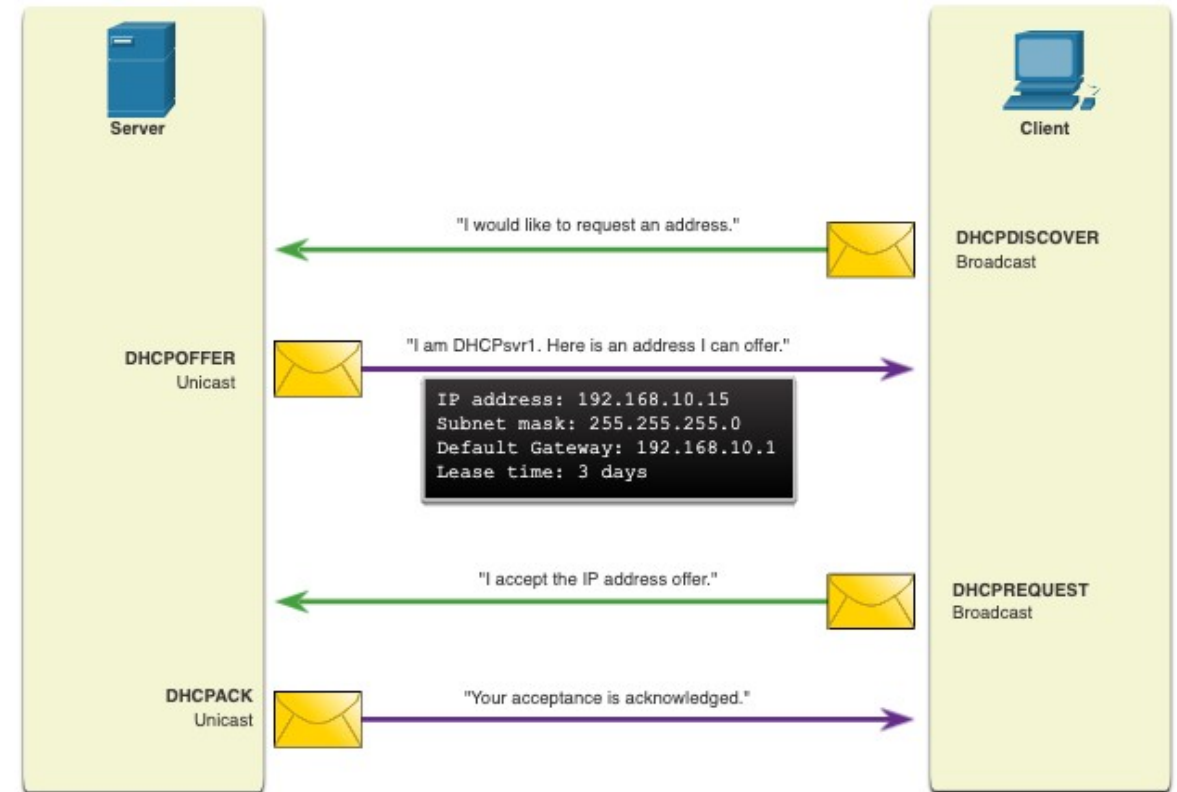 Server
Client
"I would like to request an address."
DHCPDISCOVER
Broadcast
"I am DHCPsvr1. Here is an address I can offer."
DHCPOFFER
Unicast
IP address: 192.168.10.15
Subnet mask: 255.255.255.0
Default Gateway: 192.168.10.1
Lease time: 3 days
"I accept the IP address offer."
DHCPREQUEST
Broadcast
DHCPACK
Unicast
"Your acceptance is acknowledged."